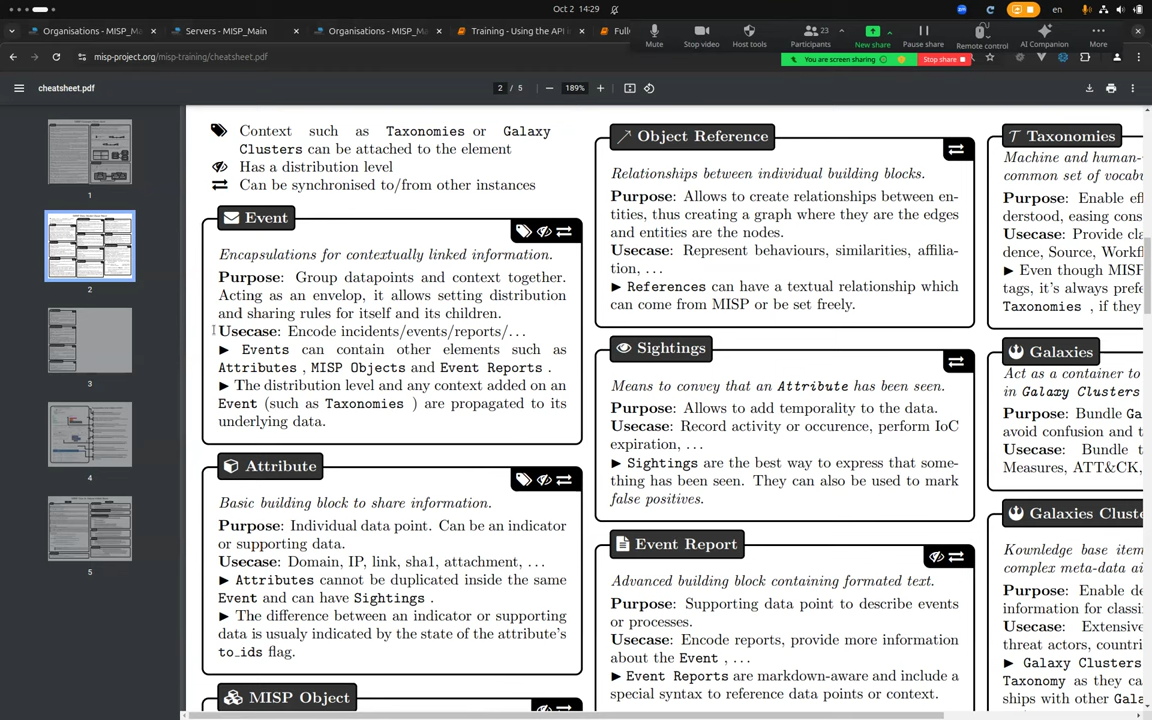 Oct 2 14:29
en
Organisations - MISP_Ma
Servers - MISP_Main
Organisations - MISP_M
Training - Using the API i
Full
Mute
Stop video
Host tools
Participants
23
New share
Pause share
Remote control
AI Companion
More
misp-project.org/misp-training/cheatsheet.pdf
You are screen sharing
Stop share
cheatsheet.pdf
2 / 5
189%
1
2
3
4
5
Context such as Taxonomies or Galaxy
Clusters can be attached to the element
Has a distribution level
Can be synchronised to/from other instances
Event
Encapsulations for contextually linked information.
Purpose: Group datapoints and context together.
Acting as an envelop, it allows setting distribution
and sharing rules for itself and its children.
Usecase: Encode incidents/events/reports/...
▶ Events can contain other elements such as
Attributes , MISP Objects and Event Reports .
▶ The distribution level and any context added on an
Event (such as Taxonomies ) are propagated to its
underlying data.
Attribute
Basic building block to share information.
Purpose: Individual data point. Can be an indicator
or supporting data.
Usecase: Domain, IP, link, sha1, attachment, ...
▶ Attributes cannot be duplicated inside the same
Event and can have Sightings .
▶ The difference between an indicator or supporting
data is usualy indicated by the state of the attribute's
to_ids flag.
MISP Object
Object Reference
Relationships between individual building blocks.
Purpose: Allows to create relationships between en-
tities, thus creating a graph where they are the edges
and entities are the nodes.
Usecase: Represent behaviours, similarities, affilia-
tion, ...
▶ References can have a textual relationship which
can come from MISP or be set freely.
Sightings
Means to convey that an Attribute has been seen.
Purpose: Allows to add temporality to the data.
Usecase: Record activity or occurence, perform IoC
expiration, ...
▶ Sightings are the best way to express that some-
thing has been seen. They can also be used to mark
false positives.
Event Report
Advanced building block containing formated text.
Purpose: Supporting data point to describe events
or processes.
Usecase: Encode reports, provide more information
about the Event , ...
▶ Event Reports are markdown-aware and include a
special syntax to reference data points or context.
Taxonomies
Machine and human-
common set of vocabu
Purpose: Enable eff
derstood, easing cons
Usecase: Provide cla
dence, Source, Workf
▶ Even though MISP
tags, it's always prefe
Taxonomies , if they
Galaxies
Act as a container to
in Galaxy Clusters
Purpose: Bundle Ga
avoid confusion and t
Usecase: Bundle t
Measures, ATT&CK,
Galaxies Cluste
Kownledge base item
complex meta-data ai
Purpose: Enable de
information for classi
Usecase: Extensive
threat actors, countri
▶ Galaxy Clusters
Taxonomy as they ca
ships with other Gala